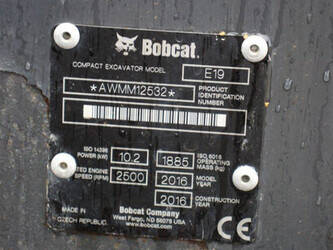 Bobcat
COMPACT EXCAVATOR MODEL E19
*AWMM12532* PRODUCT IDENTIFICATION NUMBER
ISO 14396 POWER (kW) 10.2 1885 ISO 6016 OPERATING MASS (kg)
RATED ENGINE SPEED (RPM) 2500 2016 MODEL YEAR
2016 CONSTRUCTION YEAR
MADE IN CZECH REPUBLIC
Bobcat Company
West Fargo, ND 58078 USA
www.bobcat.com
CE